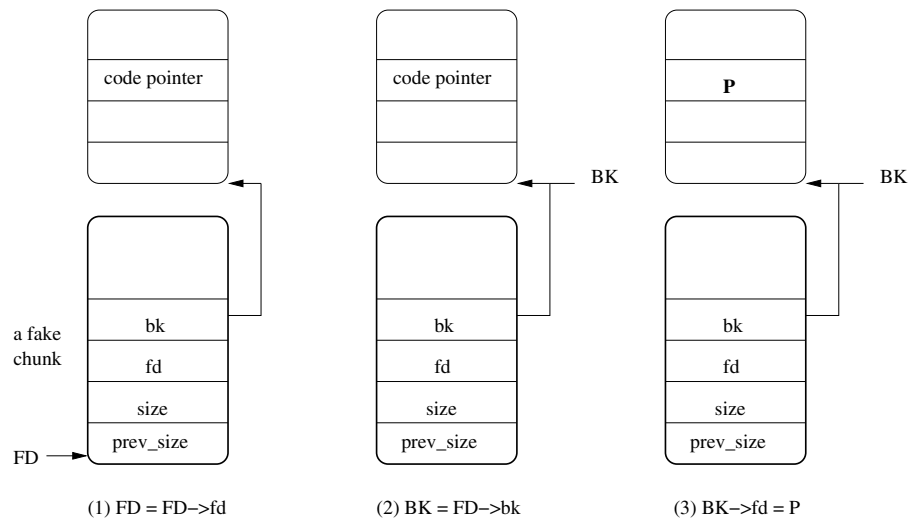 code pointer
BK
bk
fd
size
prev_size
a fake
chunk
FD
(1) FD = FD−>fd
code pointer
BK
bk
fd
size
prev_size
(2) BK = FD−>bk
P
bk
fd
size
prev_size
(3) BK−>fd = P